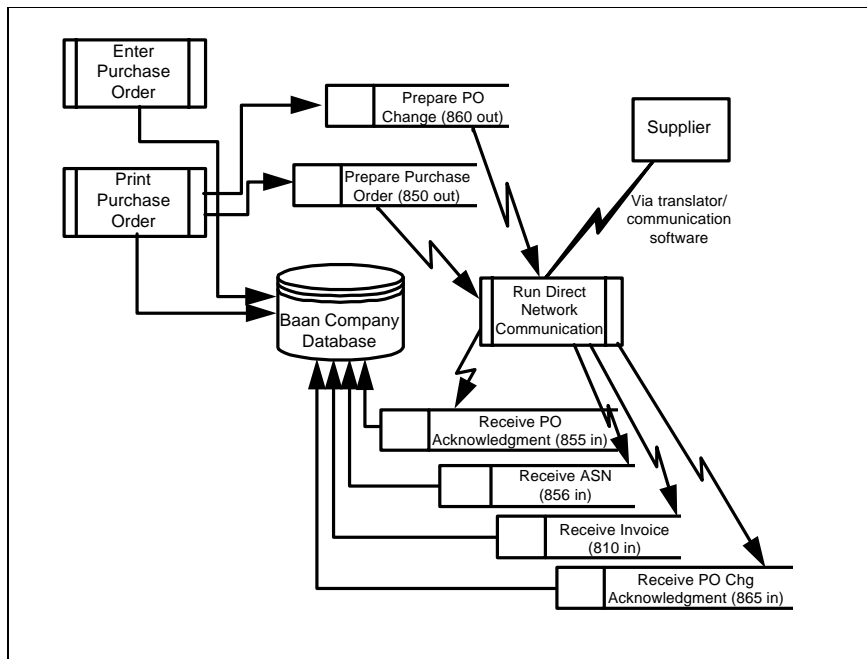 Enter
Purchase
Order
Prepare PO
Change (860 out)
Supplier
Print
Purchase
Order
Prepare Purchase
Order (850 out)
Via translator/
communication
software
Run Direct
Network
Communication
Baan Company
Database
Receive PO
Acknowledgment (855 in)
Receive ASN
(856 in)
Receive Invoice
(810 in)
Receive PO Chg
Acknowledgment (865 in)